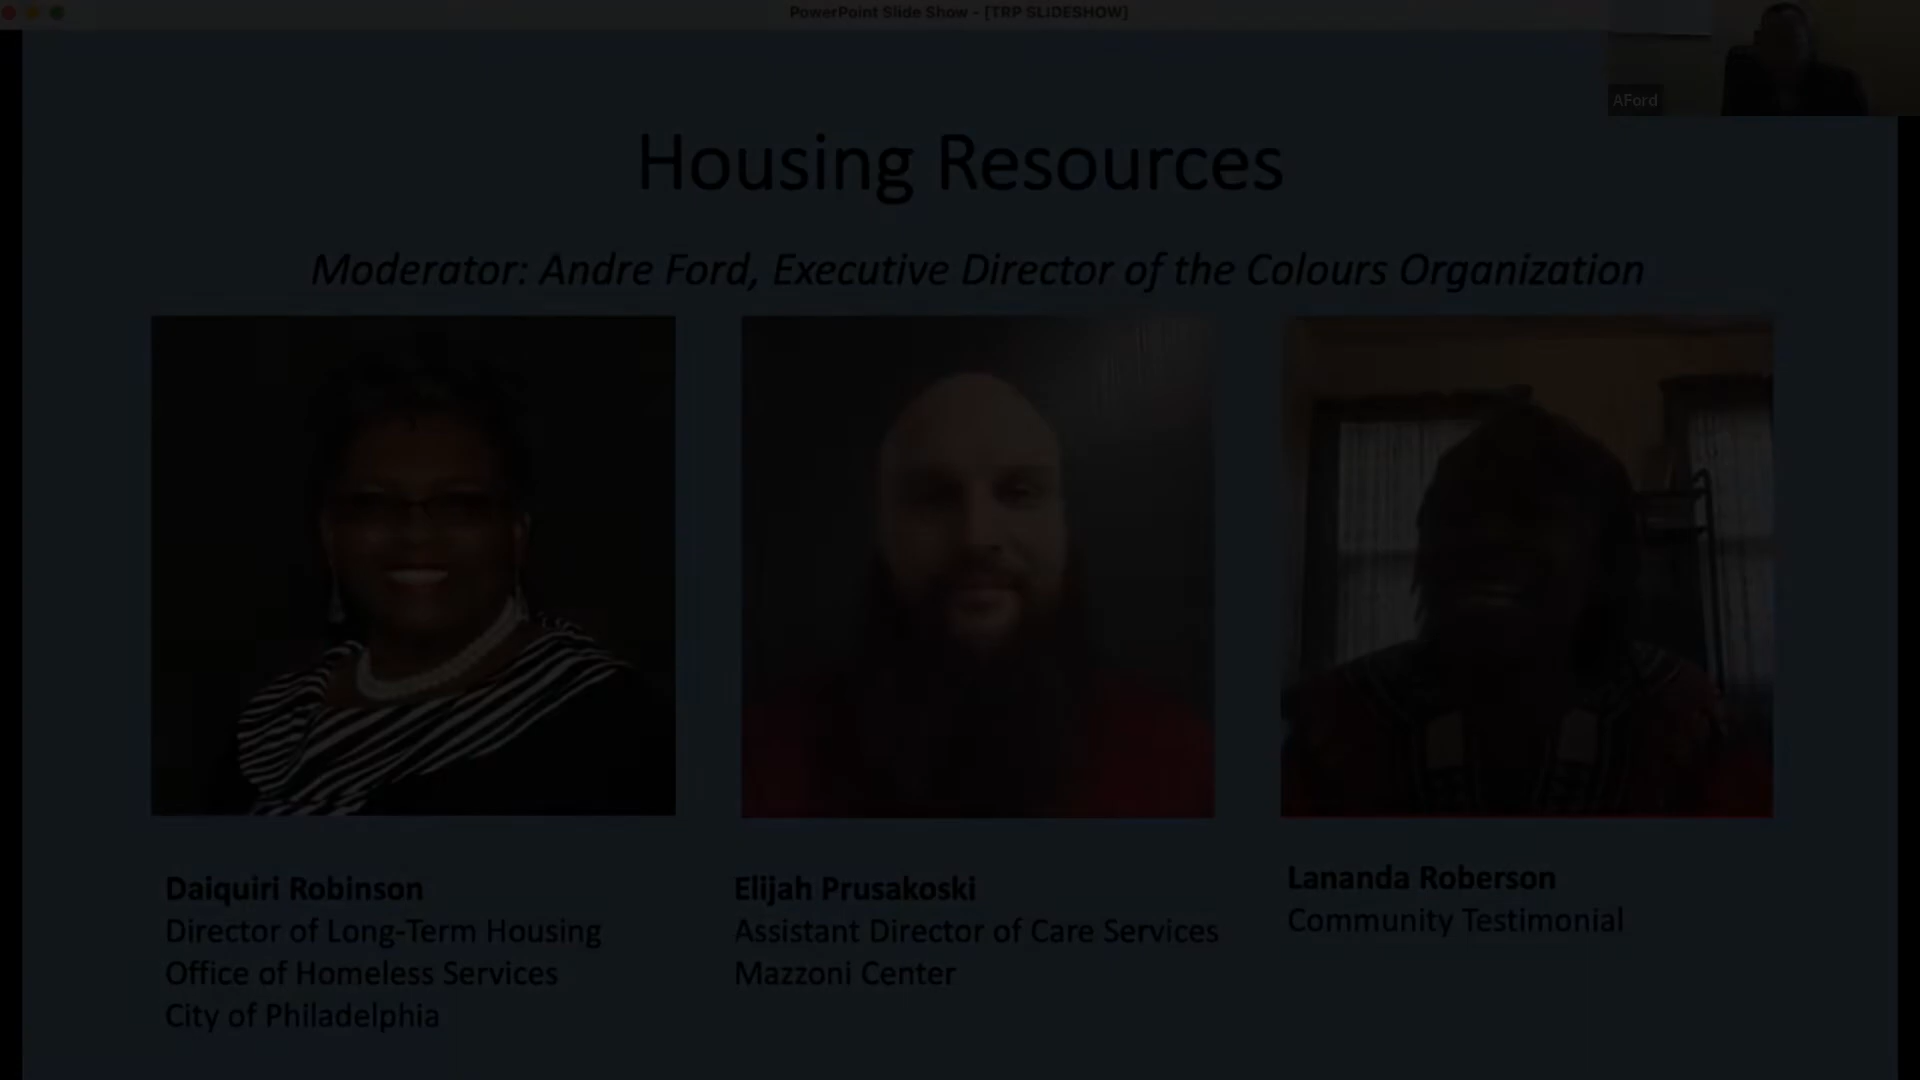 PowerPoint Slide Show - [TRP SLIDESHOW]
AFord
Housing Resources
Moderator: Andre Ford, Executive Director of the Colours Organization
Daiquiri Robinson
Director of Long-Term Housing
Office of Homeless Services
City of Philadelphia
Elijah Prusakoski
Assistant Director of Care Services
Mazzoni Center
Lananda Roberson
Community Testimonial